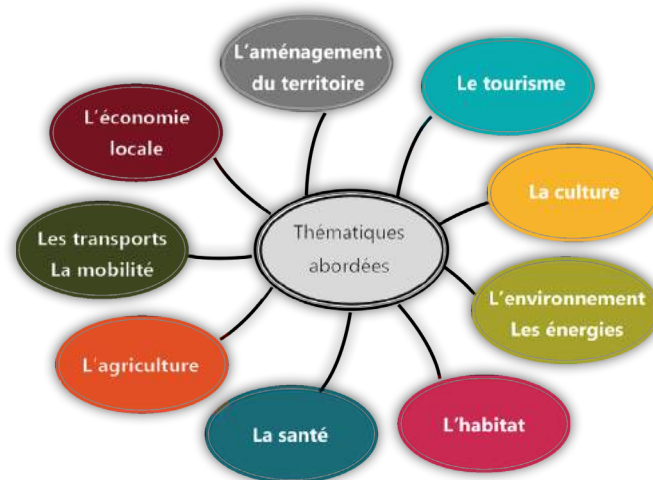 L'aménagement
du territoire
Le tourisme
L'économie
locale
La culture
Thématiques
abordées
Les transports
La mobilité
L'environnement
Les énergies
L'agriculture
L'habitat
La santé